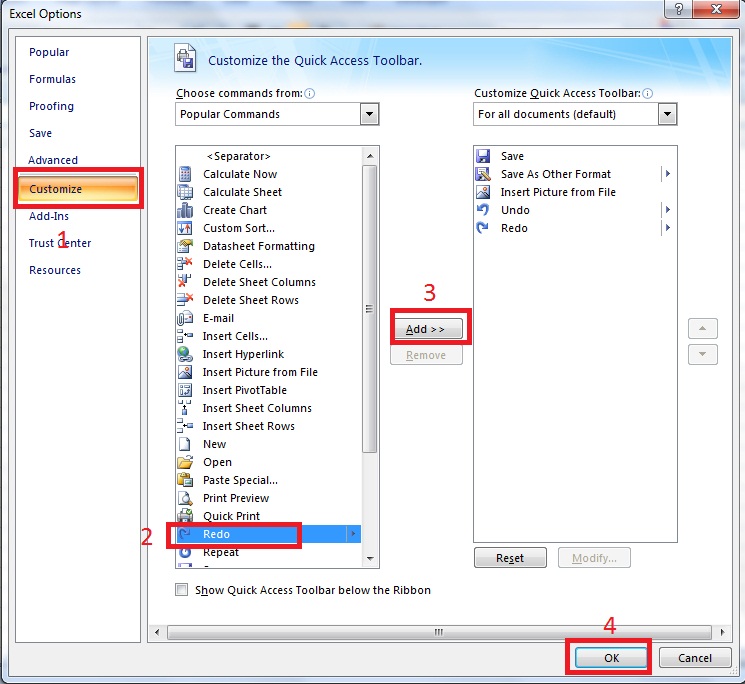 Excel Options
Popular
Formulas
Proofing
Save
Advanced
Customize
1
Add-Ins
Trust Center
Resources
Customize the Quick Access Toolbar.
Choose commands from:
Popular Commands
<Separator>
Calculate Now
Calculate Sheet
Create Chart
Custom Sort...
Datasheet Formatting
Delete Cells...
Delete Sheet Columns
Delete Sheet Rows
E-mail
Insert Cells...
Insert Hyperlink
Insert Picture from File
Insert PivotTable
Insert Sheet Columns
Insert Sheet Rows
New
Open
Paste Special...
Print Preview
Quick Print
2
Redo
Repeat
Show Quick Access Toolbar below the Ribbon
3
Add >>
Remove
Customize Quick Access Toolbar:
For all documents (default)
Save
Save As Other Format
Insert Picture from File
Undo
Redo
Reset
Modify...
4
OK
Cancel